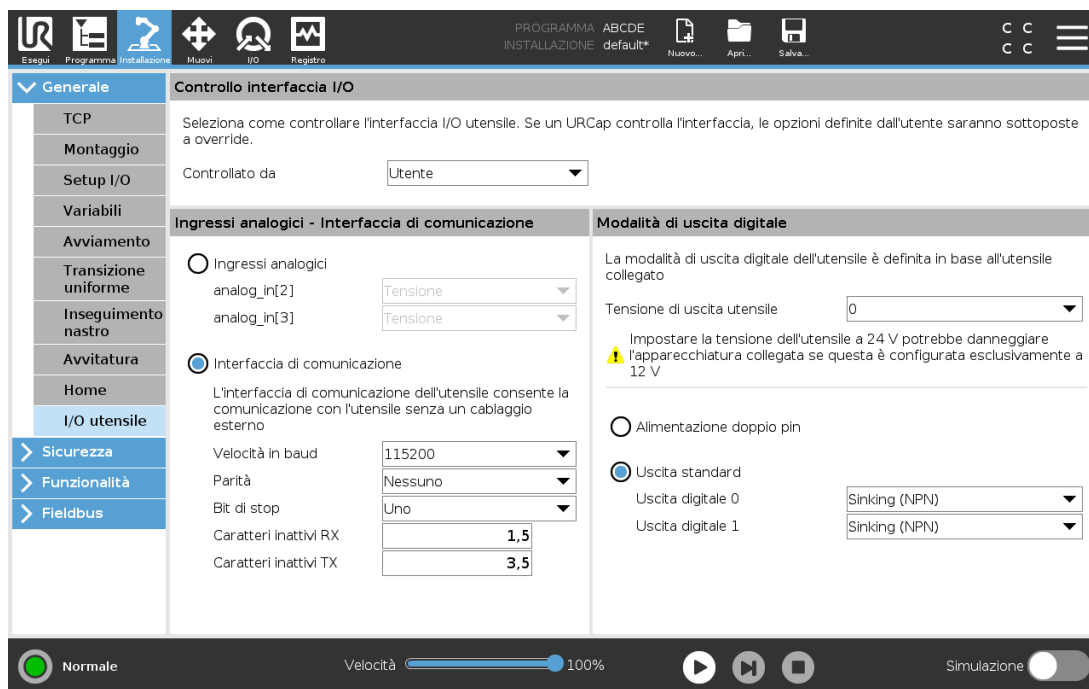 UR
PROGRAMMA ABCDE
INSTALLAZIONE default*
C C
C C
Esegui Programma Installazione Muovi I/O Registro Nuovo... Apri... Salva...
Generale
TCP
Montaggio
Setup I/O
Variabili
Avviamento
Transizione
uniforme
Inseguimento
nastro
Avvitatura
Home
I/O utensile
Sicurezza
Funzionalità
Fieldbus
Controllo interfaccia I/O
Seleziona come controllare l'interfaccia I/O utensile. Se un URCap controlla l'interfaccia, le opzioni definite dall'utente saranno sottoposte
a override.
Controllato da Utente
Ingressi analogici - Interfaccia di comunicazione
Ingressi analogici
analog_in[2] Tensione
analog_in[3] Tensione
Interfaccia di comunicazione
L'interfaccia di comunicazione dell'utensile consente la
comunicazione con l'utensile senza un cablaggio
esterno
Velocità in baud 115200
Parità Nessuno
Bit di stop Uno
Caratteri inattivi RX 1,5
Caratteri inattivi TX 3,5
Modalità di uscita digitale
La modalità di uscita digitale dell'utensile è definita in base all'utensile
collegato
Tensione di uscita utensile 0
Impostare la tensione dell'utensile a 24 V potrebbe danneggiare
l'apparecchiatura collegata se questa è configurata esclusivamente a
12 V
Alimentazione doppio pin
Uscita standard
Uscita digitale 0 Sinking (NPN)
Uscita digitale 1 Sinking (NPN)
Normale Velocità 100% Simulazione